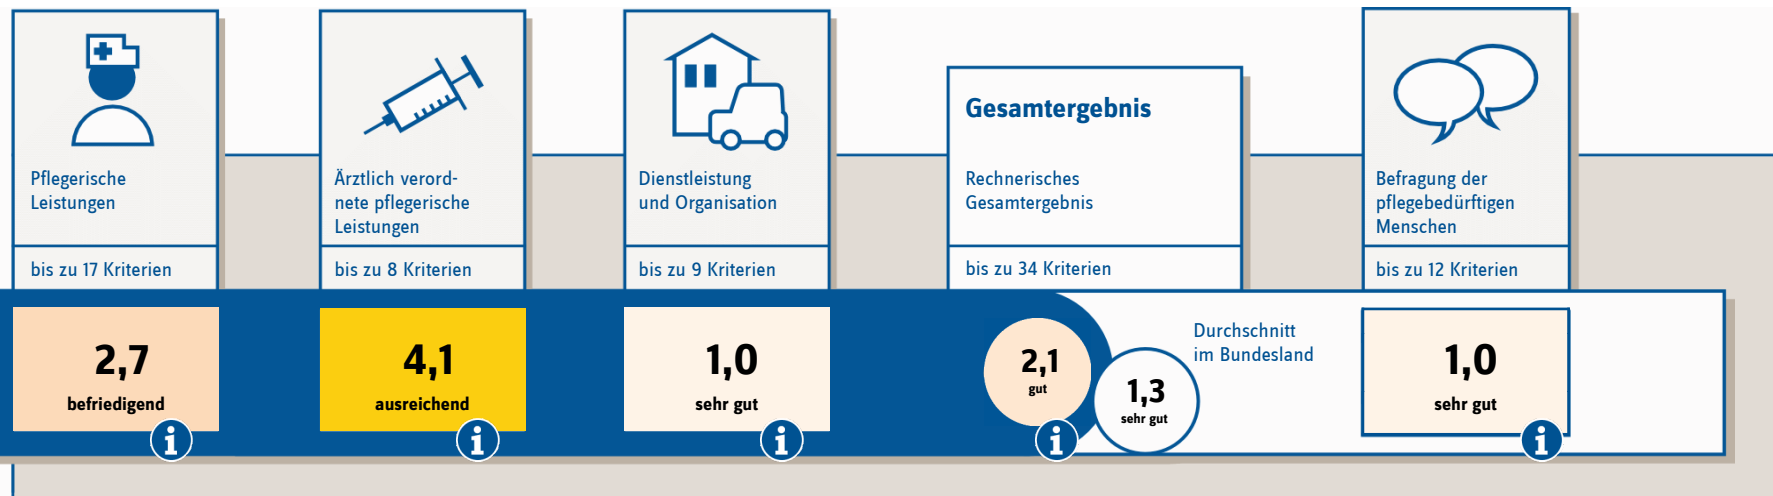 Pflegerische
Leistungen
bis zu 17 Kriterien
2,7
befriedigend
i
Ärztlich verord-
nete pflegerische
Leistungen
bis zu 8 Kriterien
4,1
ausreichend
i
Dienstleistung
und Organisation
bis zu 9 Kriterien
1,0
sehr gut
i
Gesamtergebnis
Rechnerisches
Gesamtergebnis
bis zu 34 Kriterien
2,1
gut
i
Durchschnitt
im Bundesland
1,3
sehr gut
Befragung der
pflegebedürftigen
Menschen
bis zu 12 Kriterien
1,0
sehr gut
i